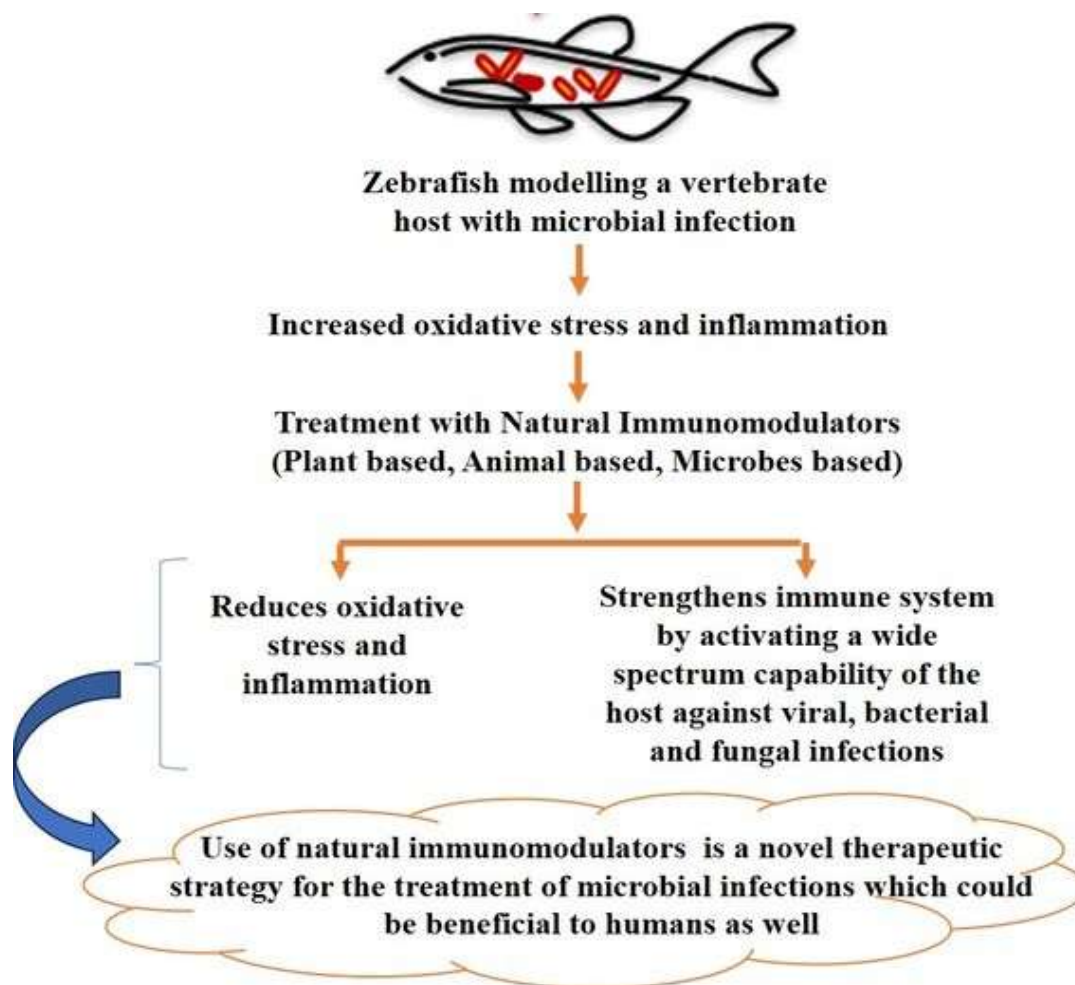 Zebrafish modelling a vertebrate
host with microbial infection
Increased oxidative stress and inflammation
Treatment with Natural Immunomodulators
(Plant based, Animal based, Microbes based)
Reduces oxidative
stress and
inflammation
Strengthens immune system
by activating a wide
spectrum capability of the
host against viral, bacterial
and fungal infections
Use of natural immunomodulators is a novel therapeutic
strategy for the treatment of microbial infections which could
be beneficial to humans as well